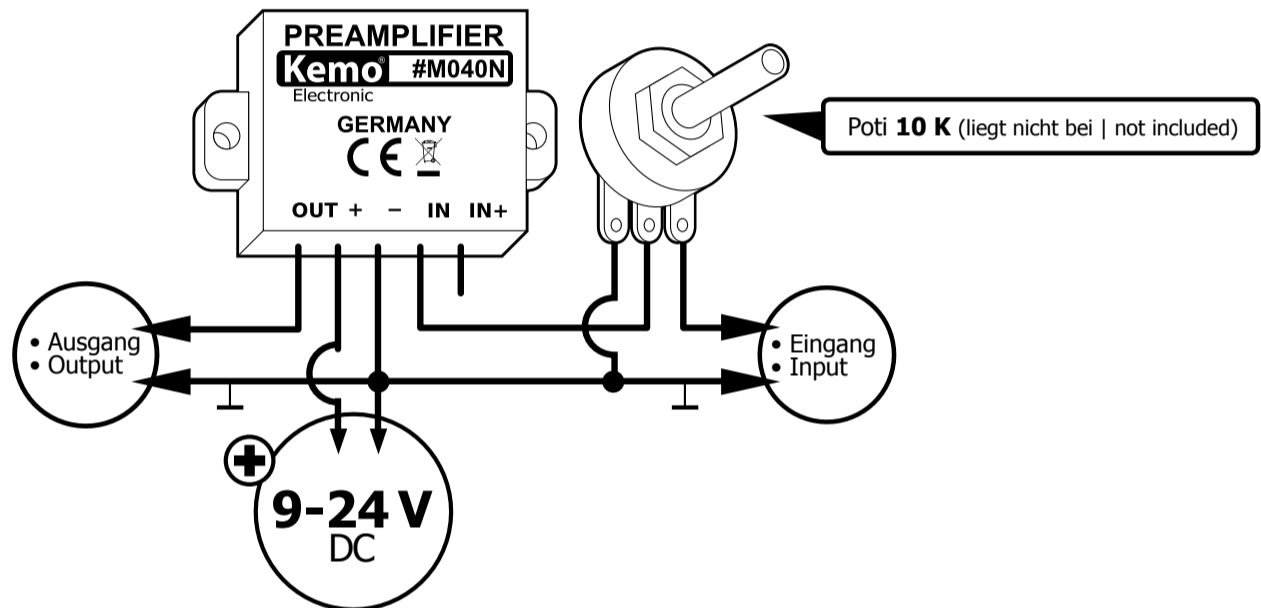 PREAMPLIFIER
Kemo® #M040N
Electronic
GERMANY
CE
OUT + - IN IN+
Poti 10 K (liegt nicht bei | not included)
• Ausgang
• Output
• Eingang
• Input
+
9-24 V
DC